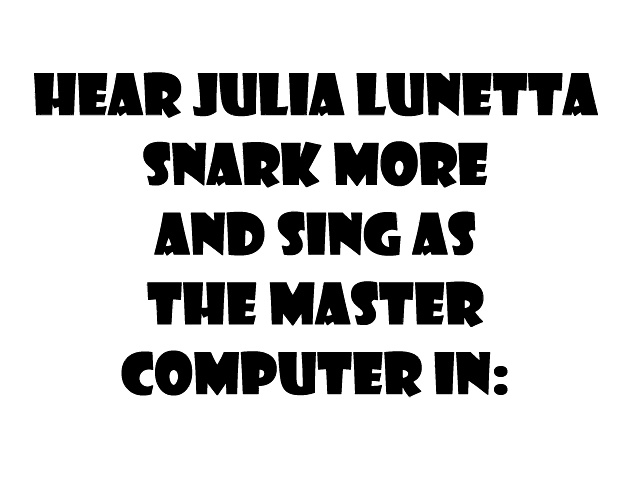 HEAR JULIA LUNETTA
SNARK MORE
AND SING AS
THE MASTER
COMPUTER IN: